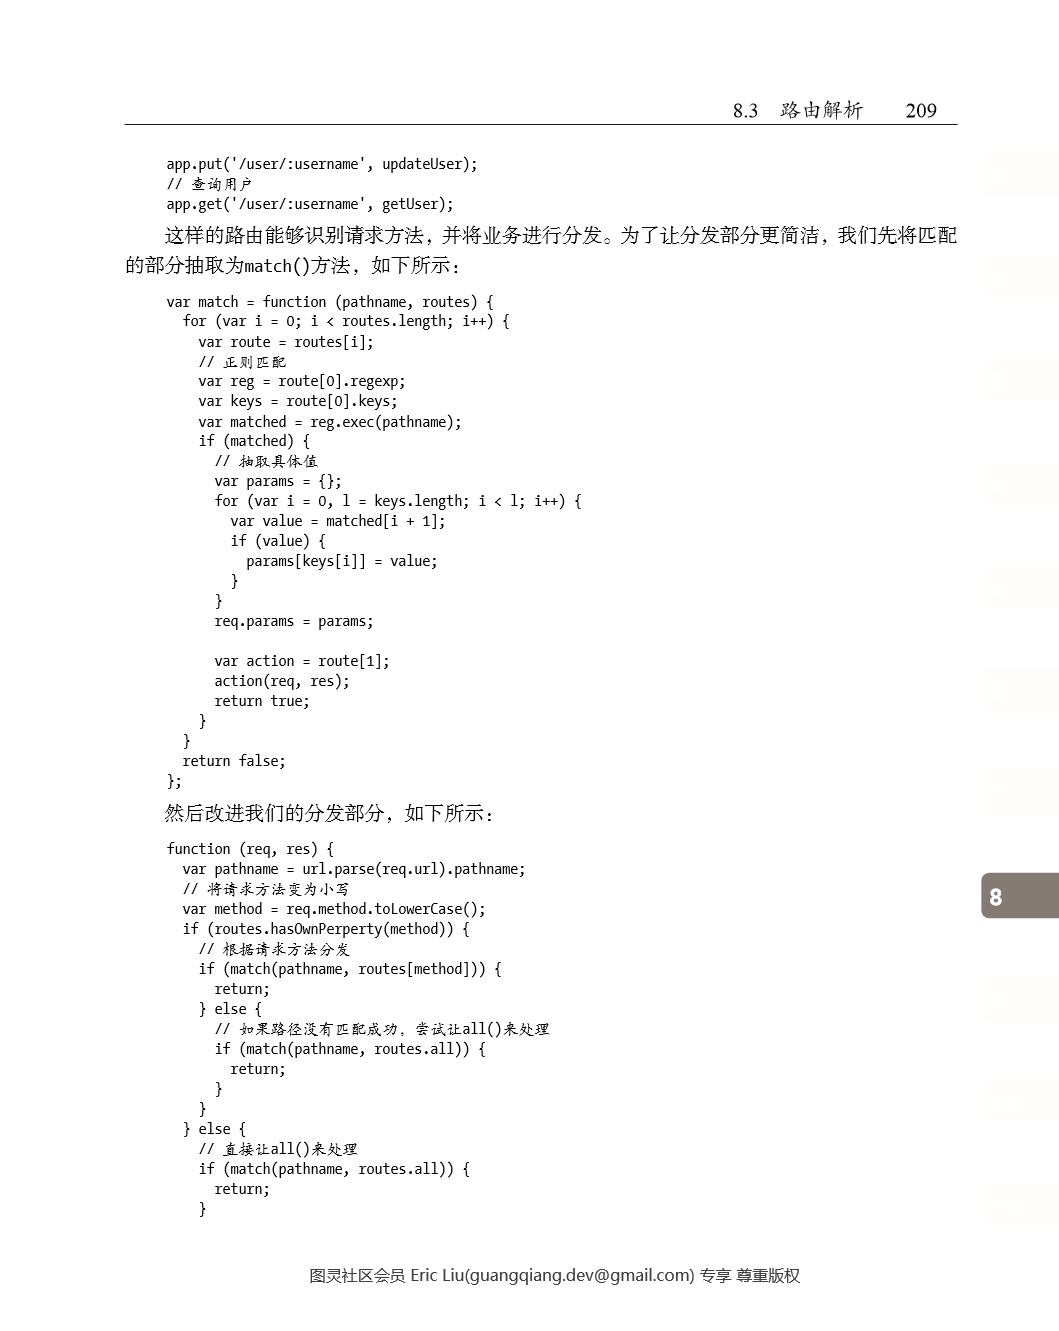 8.3 路由解析 209
app.put('/user/:username', updateUser);
// 查询用户
app.get('/user/:username', getUser);
这样的路由能够识别请求方法，并将业务进行分发。为了让分发部分更简洁，我们先将匹配
的部分抽取为match()方法，如下所示：
var match = function (pathname, routes) {
  for (var i = 0; i < routes.length; i++) {
    var route = routes[i];
    // 正则匹配
    var reg = route[0].regexp;
    var keys = route[0].keys;
    var matched = reg.exec(pathname);
    if (matched) {
      // 抽取具体值
      var params = {};
      for (var i = 0, l = keys.length; i < l; i++) {
        var value = matched[i + 1];
        if (value) {
          params[keys[i]] = value;
        }
      }
      req.params = params;

      var action = route[1];
      action(req, res);
      return true;
    }
  }
  return false;
};
然后改进我们的分发部分，如下所示：
function (req, res) {
  var pathname = url.parse(req.url).pathname;
  // 将请求方法变为小写
  var method = req.method.toLowerCase();
  if (routes.hasOwnPerperty(method)) {
    // 根据请求方法分发
    if (match(pathname, routes[method])) {
      return;
    } else {
      // 如果路径没有匹配成功，尝试让all()来处理
      if (match(pathname, routes.all)) {
        return;
      }
    }
  } else {
    // 直接让all()来处理
    if (match(pathname, routes.all)) {
      return;
    }
8
图灵社区会员 Eric Liu(guangqiang.dev@gmail.com) 专享 尊重版权